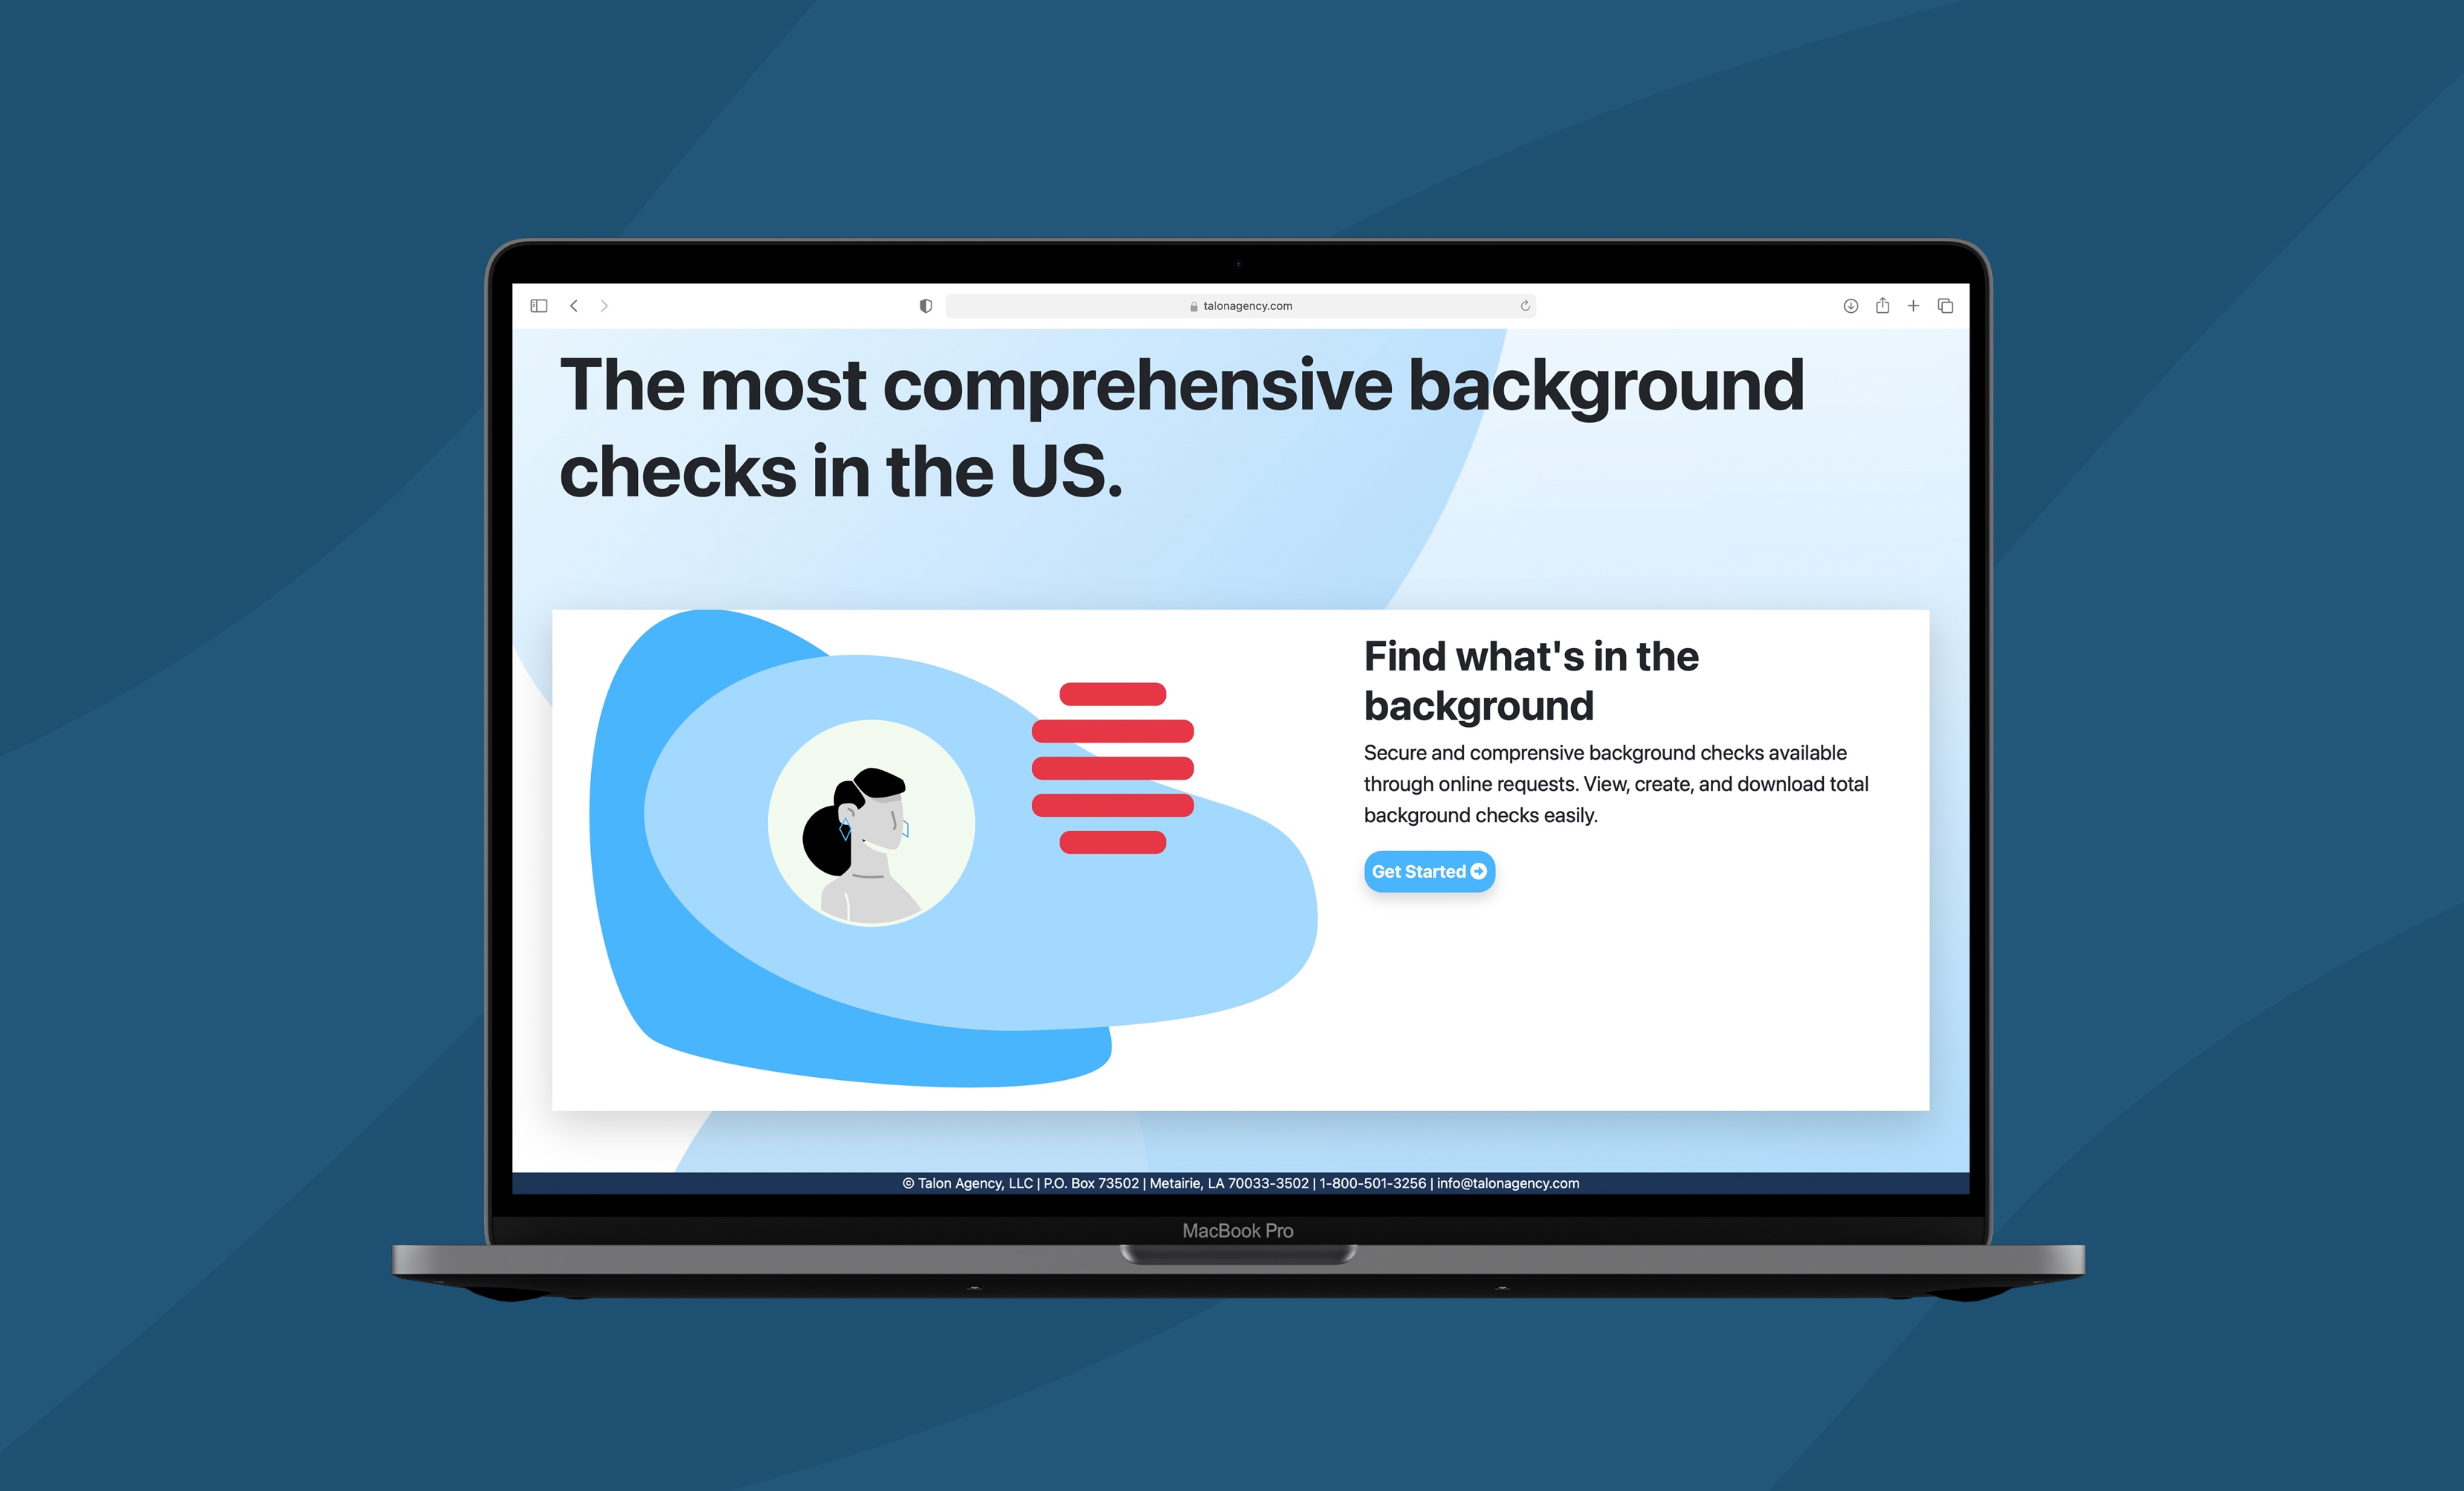 talonagency.com
The most comprehensive background
checks in the US.
Find what's in the
background
Secure and comprensive background checks available
through online requests. View, create, and download total
background checks easily.
Get Started
© Talon Agency, LLC | P.O. Box 73502 | Metairie, LA 70033-3502 | 1-800-501-3256 | info@talonagency.com
MacBook Pro